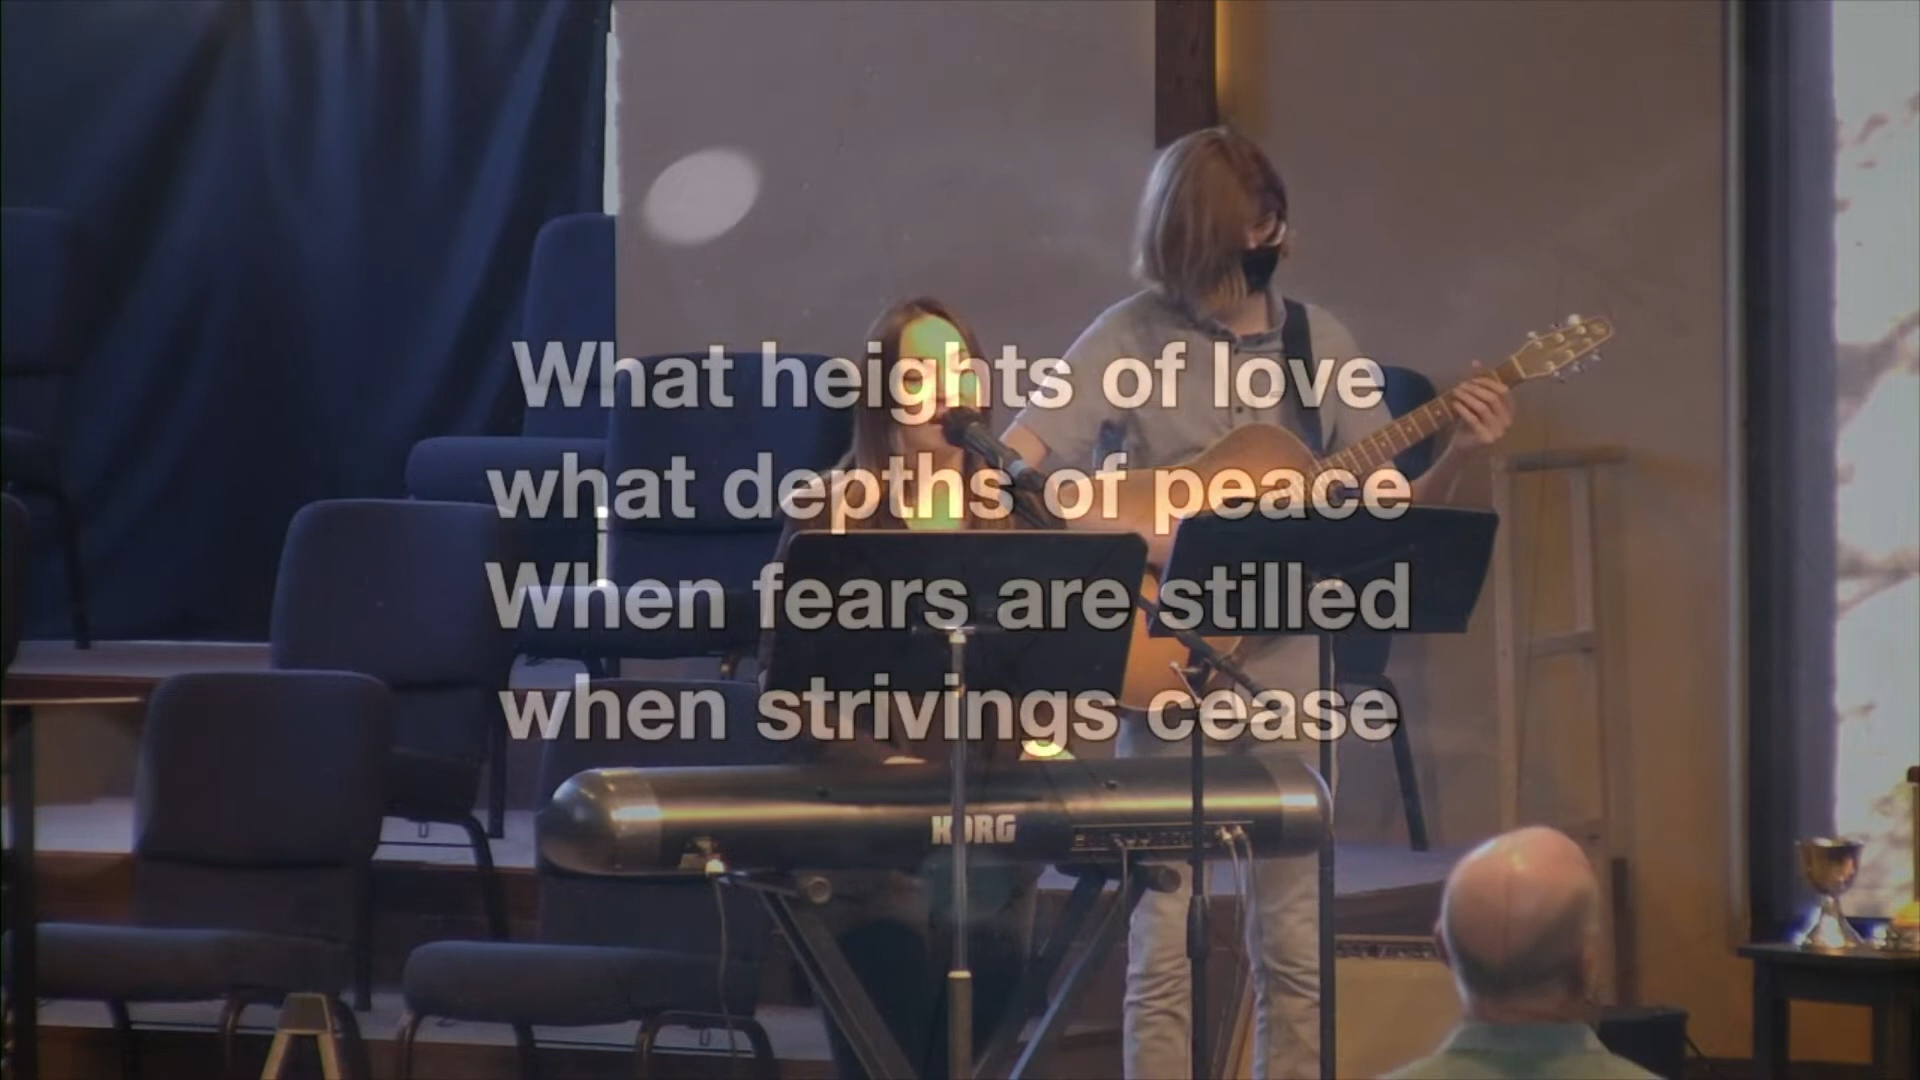 What heights of love
what depths of peace
When fears are stilled
when strivings cease
KORG